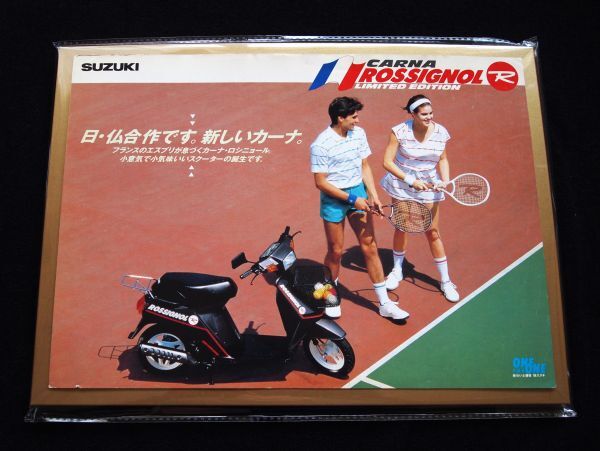 SUZUKI
CARNA
ROSSIGNOL R
LIMITED EDITION
日・仏合作です。新しいカーナ。
フランスのエスプリが息づくカーナ・ロシニョール。
小意気で小気味いいスクーターの誕生です。
ROSSIGNOL
ONE
ONE